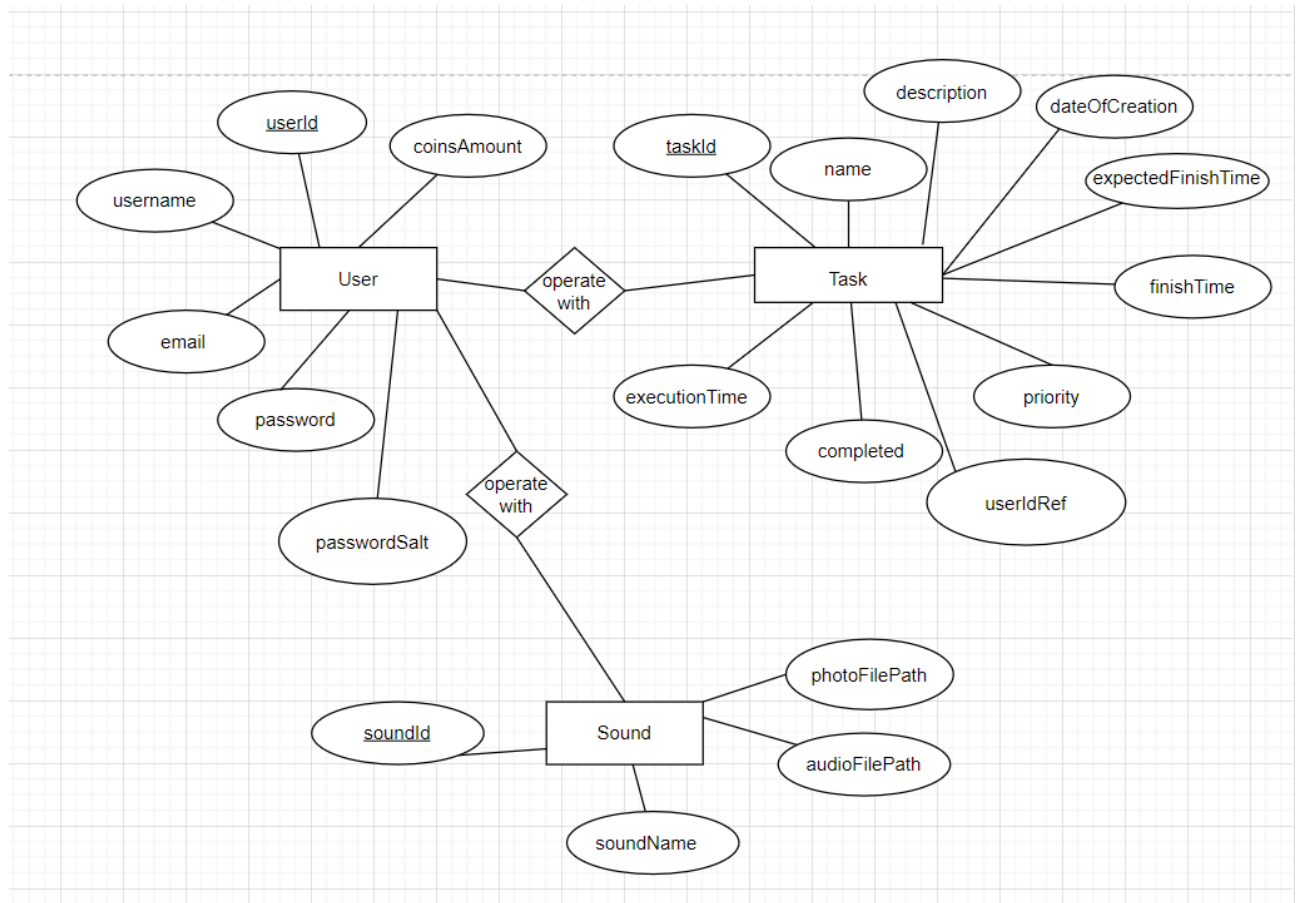 description
dateOfCreation
userId
coinsAmount
taskId
name
expectedFinishTime
username
User
operate
with
Task
finishTime
email
executionTime
priority
password
completed
operate
with
userIdRef
passwordSalt
photoFilePath
soundId
Sound
audioFilePath
soundName